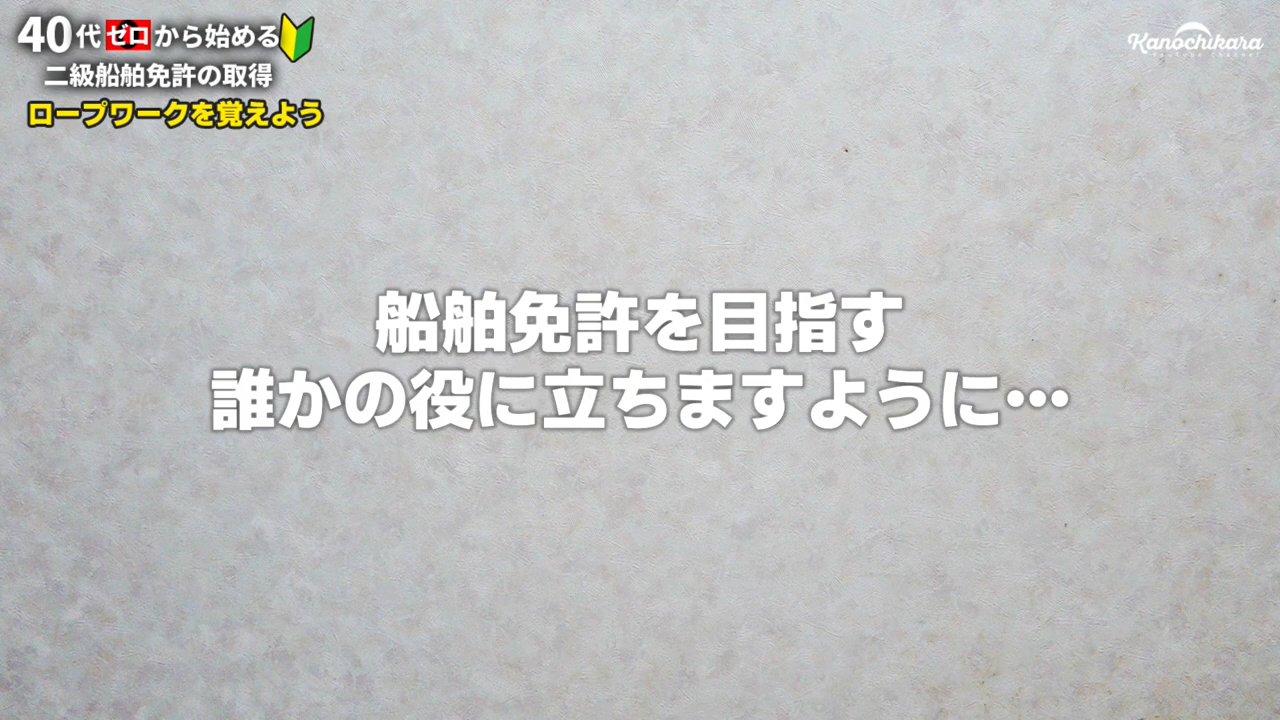 40代ゼロから始める
二級船舶免許の取得
ロープワークを覚えよう
Kanochikara
船舶免許を目指す
誰かの役に立ちますように…